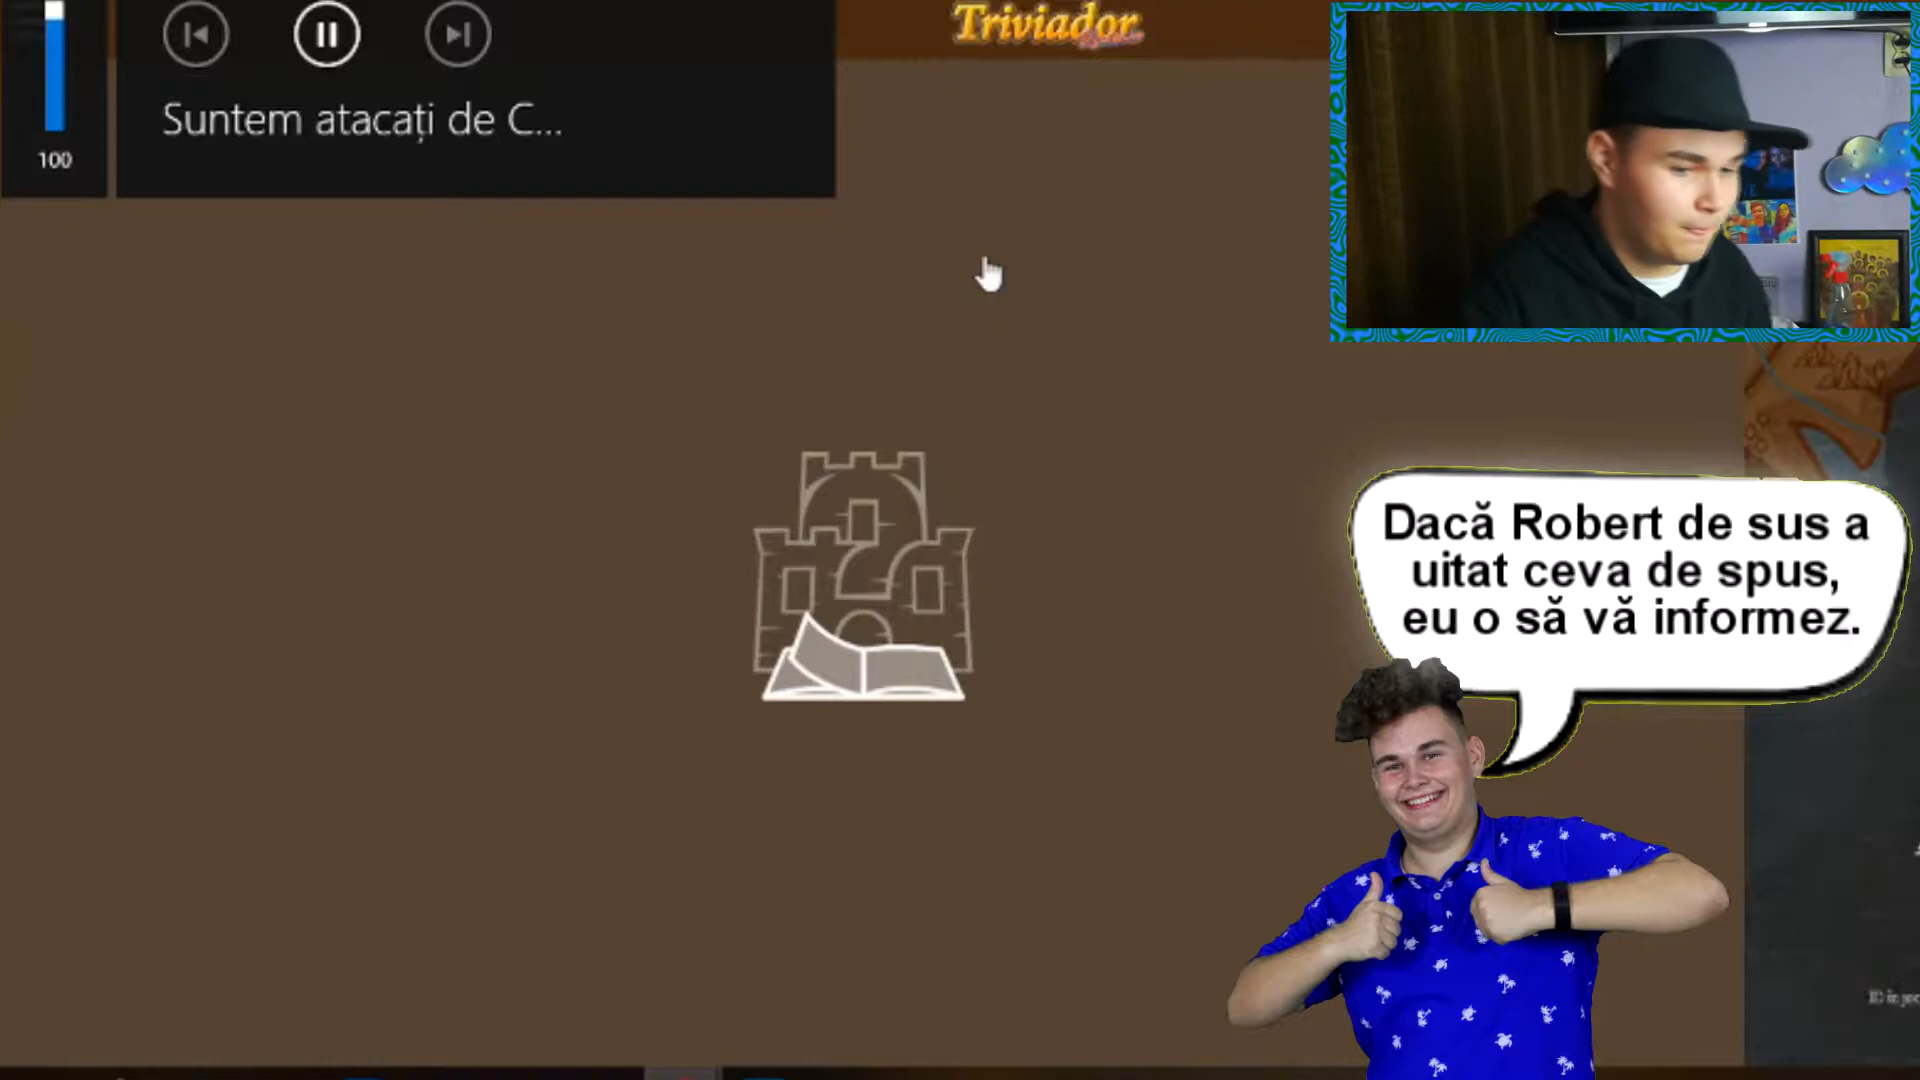 Triviador
Suntem atacați de C...
100
Dacă Robert de sus a
uitat ceva de spus,
eu o să vă informez.